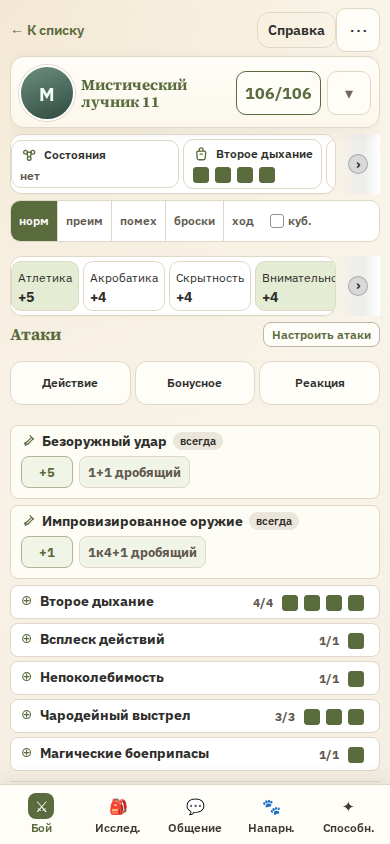 ← К списку
Справка
...
М
Мистический
лучник 11
106/106
▾
Состояния
нет
Второе дыхание
›
норм
преим
помех
броски
ход
куб.
Атлетика
+5
Акробатика
+4
Скрытность
+4
Внимательно
+4
›
Атаки
Настроить атаки
Действие
Бонусное
Реакция
Безоружный удар всегда
+5
1+1 дробящий
Импровизированное оружие всегда
+1
1к4+1 дробящий
Второе дыхание 4/4
Всплеск действий 1/1
Непоколебимость 1/1
Чародейный выстрел 3/3
Магические боеприпасы 1/1
Бой
Исслед.
Общение
Напарн.
Способн.